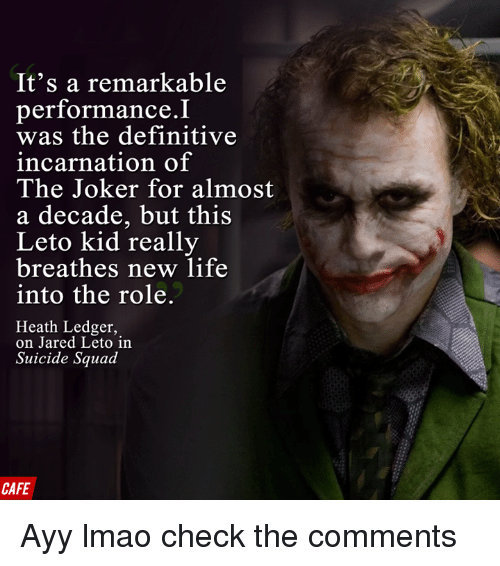 It’s a remarkable
performance.I
was the definitive
incarnation of
The Joker for almost
a decade, but this
Leto kid really
breathes new life
into the role.
Heath Ledger,
on Jared Leto in
Suicide Squad
CAFE
Ayy lmao check the comments